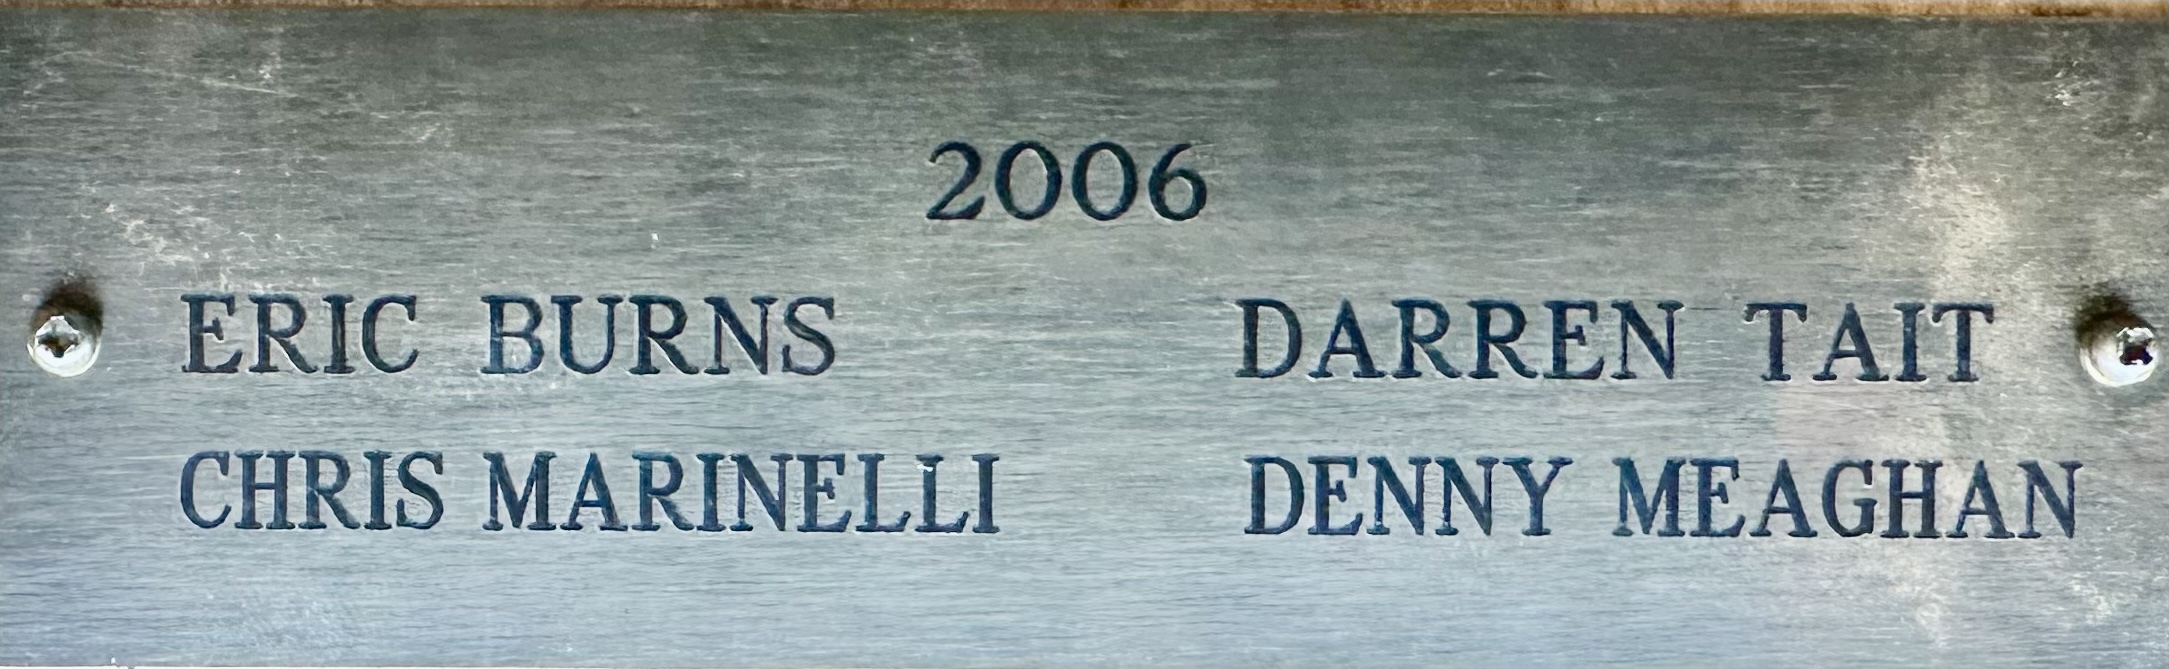 2006
ERIC BURNS DARREN TAIT
CHRIS MARINELLI DENNY MEAGHAN